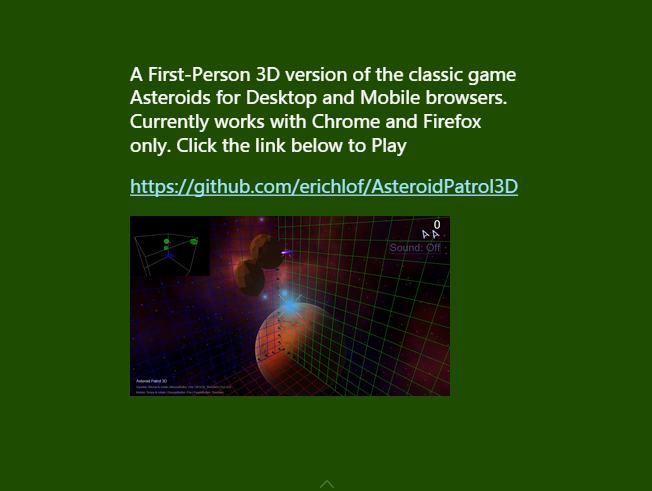 A First-Person 3D version of the classic game
Asteroids for Desktop and Mobile browsers.
Currently works with Chrome and Firefox
only. Click the link below to Play
https://github.com/erichlof/AsteroidPatrol3D
0
Sound: Off
Asteroid Patrol 3D